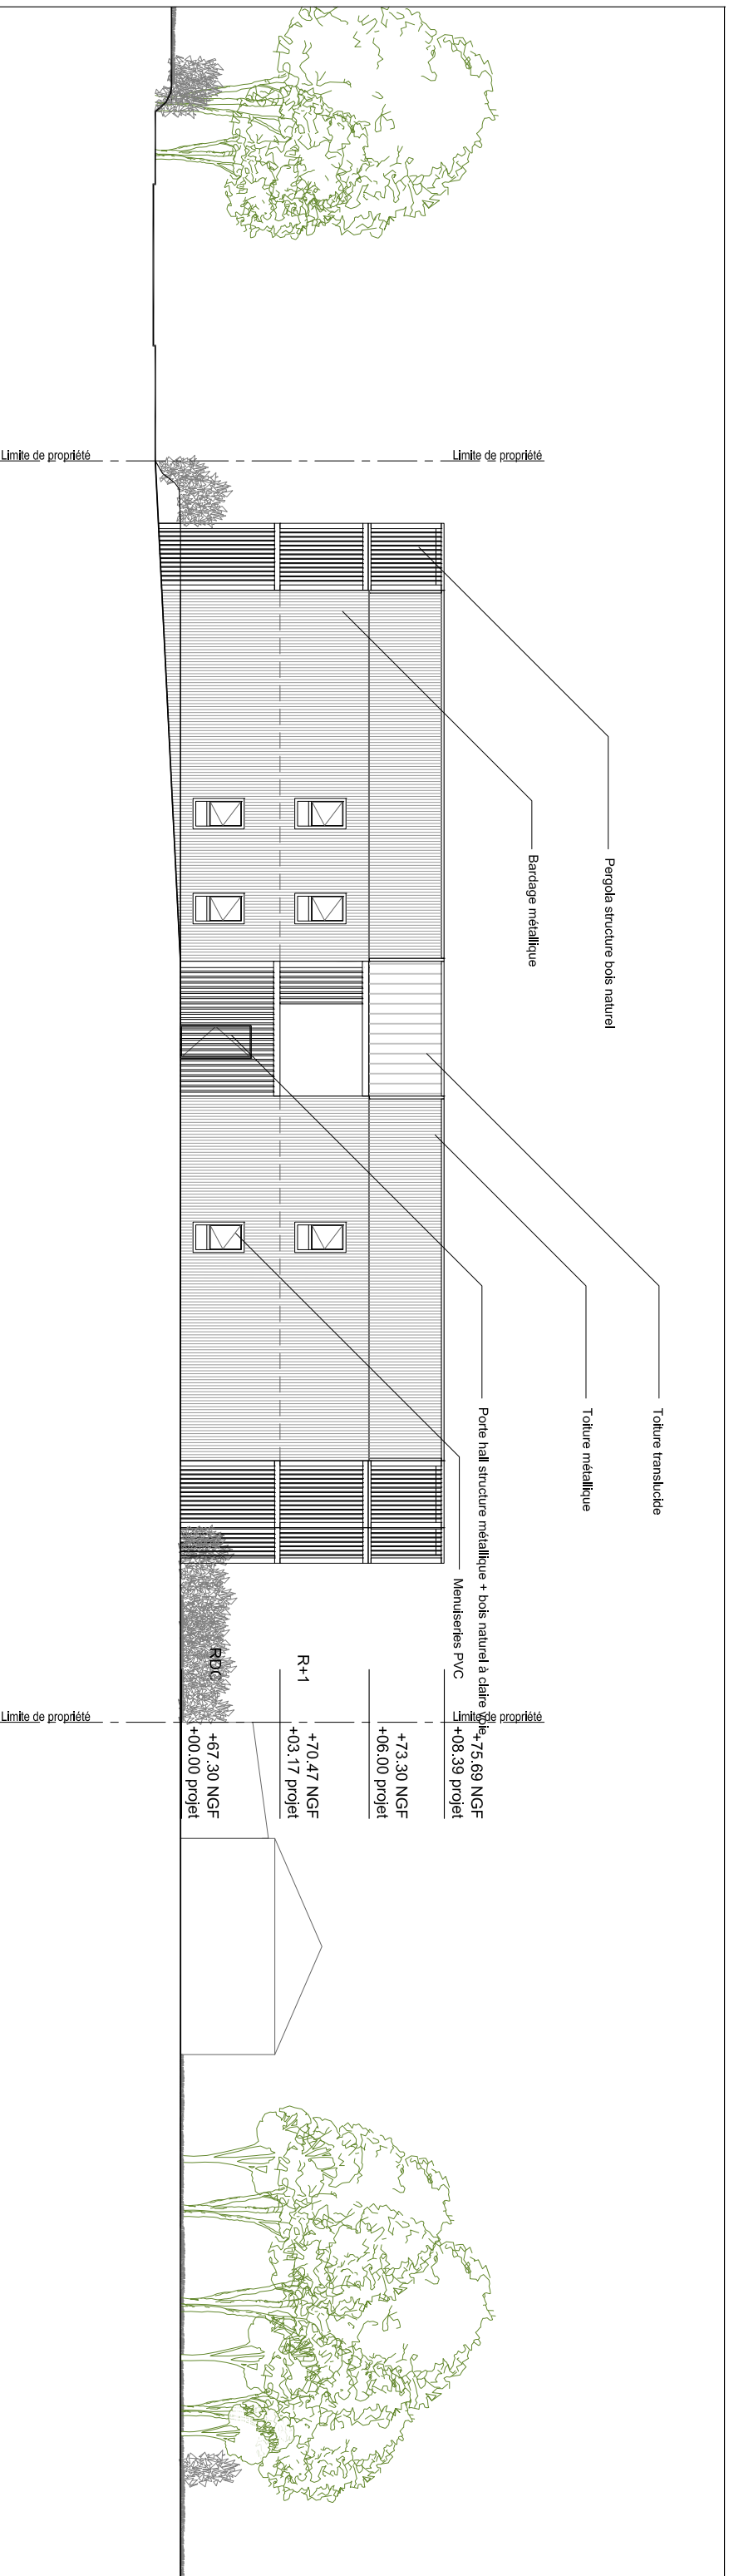 Limite de propriété
Limite de propriété
Pergola structure bois naturel
Bardage métallique
Toiture translucide
Toiture métallique
Porte hall structure métallique + bois naturel à claire voie
Menuiseries PVC
Limite de propriété
Limite de propriété
+75.69 NGF
+08.39 projet
+73.30 NGF
+06.00 projet
R+1
+70.47 NGF
+03.17 projet
RDC
+67.30 NGF
+00.00 projet